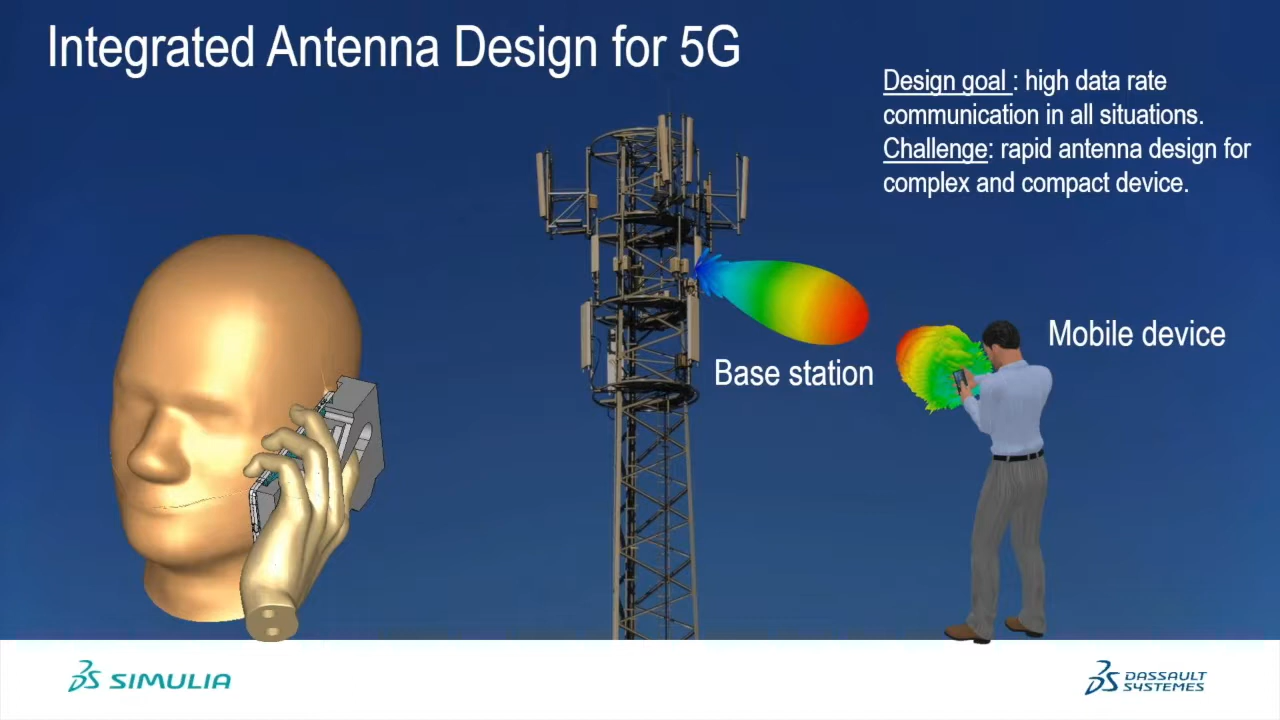 Integrated Antenna Design for 5G
Design goal : high data rate
communication in all situations.
Challenge: rapid antenna design for
complex and compact device.
Mobile device
Base station
SIMULIA
DASSAULT
SYSTEMES